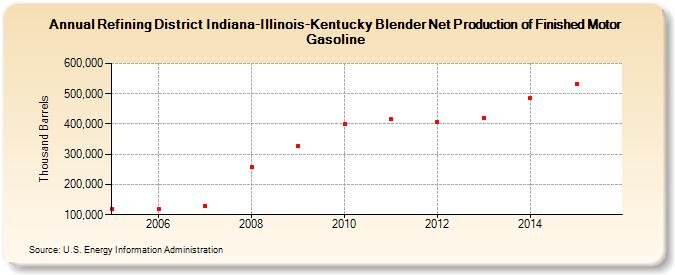 Annual Refining District Indiana-Illinois-Kentucky Blender Net Production of Finished Motor
Gasoline
Thousand Barrels
600,000
500,000
400,000
300,000
200,000
100,000
2006
2008
2010
2012
2014
Source: U.S. Energy Information Administration